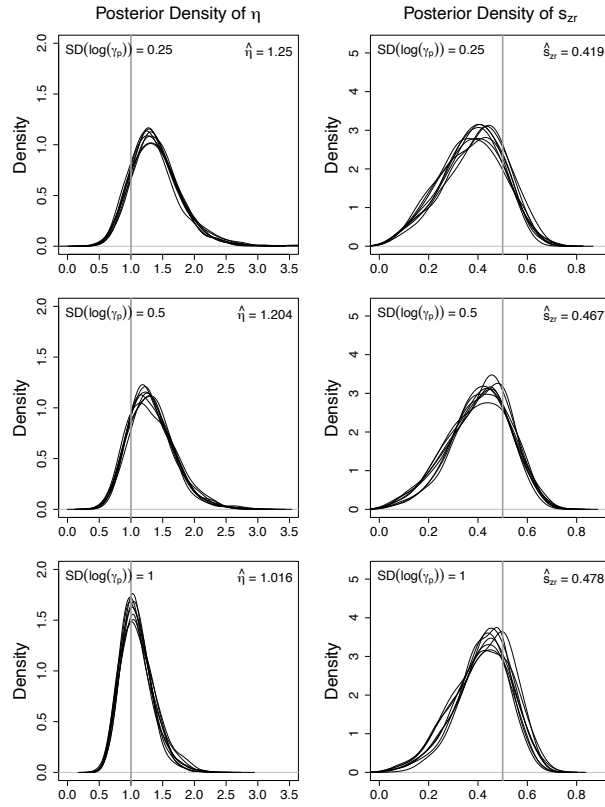 Posterior Density of η
Posterior Density of s_zr
SD(log(γ_p)) = 0.25
η̂ = 1.25
Density
0.0 0.5 1.0 1.5 2.0
0.0 0.5 1.0 1.5 2.0 2.5 3.0 3.5
SD(log(γ_p)) = 0.25
ŝ_zr = 0.419
Density
0 1 2 3 4 5
0.0 0.2 0.4 0.6 0.8
SD(log(γ_p)) = 0.5
η̂ = 1.204
Density
0.0 0.5 1.0 1.5 2.0
0.0 0.5 1.0 1.5 2.0 2.5 3.0 3.5
SD(log(γ_p)) = 0.5
ŝ_zr = 0.467
Density
0 1 2 3 4 5
0.0 0.2 0.4 0.6 0.8
SD(log(γ_p)) = 1
η̂ = 1.016
Density
0.0 0.5 1.0 1.5 2.0
0.0 0.5 1.0 1.5 2.0 2.5 3.0 3.5
SD(log(γ_p)) = 1
ŝ_zr = 0.478
Density
0 1 2 3 4 5
0.0 0.2 0.4 0.6 0.8